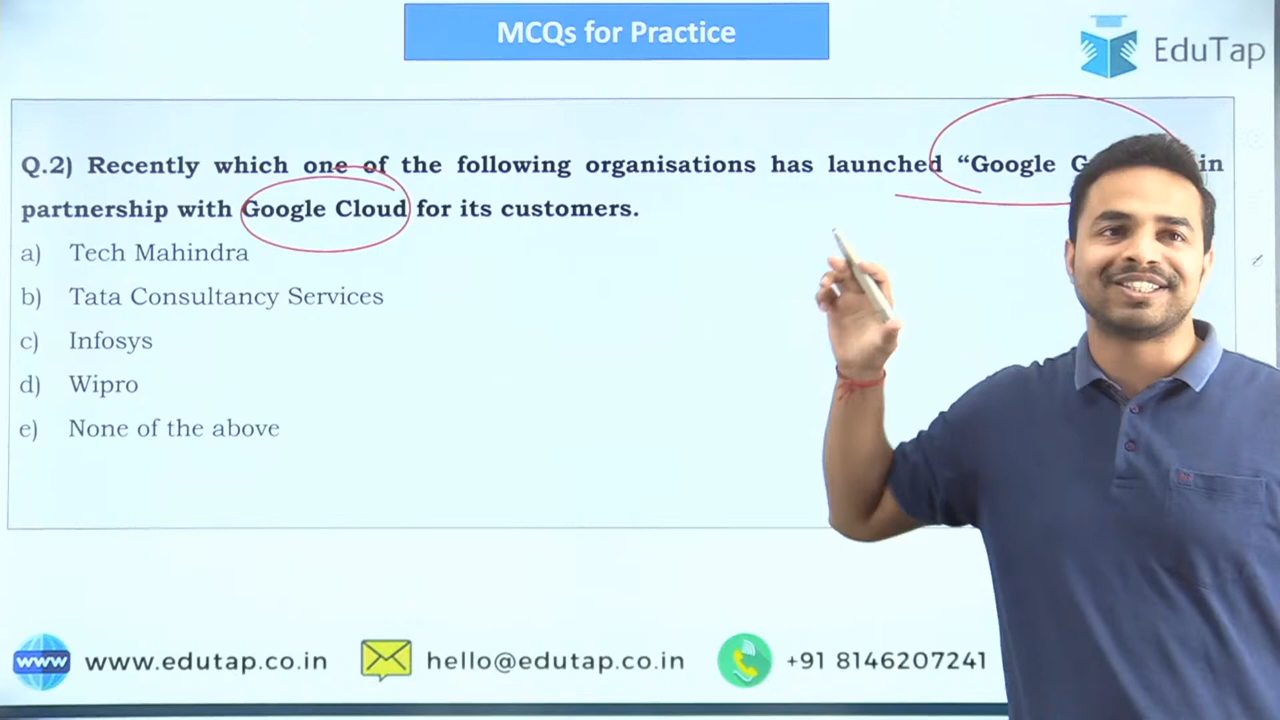 MCQs for Practice
EduTap
Q.2) Recently which one of the following organisations has launched “Google in
partnership with Google Cloud for its customers.
a) Tech Mahindra
b) Tata Consultancy Services
c) Infosys
d) Wipro
e) None of the above
www www.edutap.co.in
hello@edutap.co.in
+91 8146207241